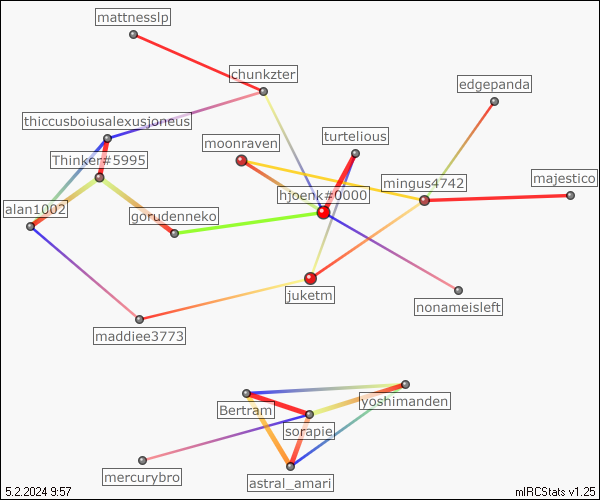 mattnesslp
chunkzter
edgepanda
thiccusboiusalexusjoneus
moonraven
turtelious
Thinker#5995
majestico
mingus4742
hjoenk#0000
alan1002
goludenneko
juketm
nonameisleft
maddiee3773
yoshimanden
Bertram
sorapie
mercurybro
astral_amari
5.2.2024 9:57
mIRCStats v1.25